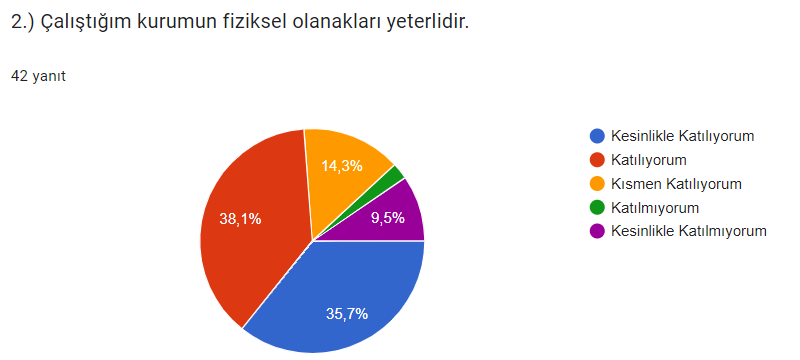 2.) Çalıştığım kurumun fiziksel olanakları yeterlidir.
42 yanıt
14,3%
38,1%
9,5%
35,7%
Kesinlikle Katılıyorum
Katılıyorum
Kısmen Katılıyorum
Katılmıyorum
Kesinlikle Katılmıyorum